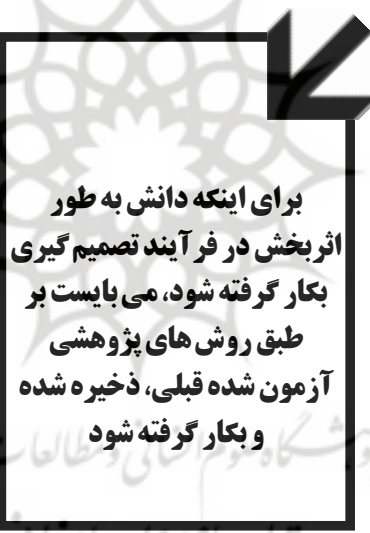 برای اینکه دانش به طور
اثربخش در فرآیند تصمیم گیری
بکار گرفته شود، می بایست بر
طبق روش های پژوهشی
آزمون شده قبلی، ذخیره شده
و بکار گرفته شود